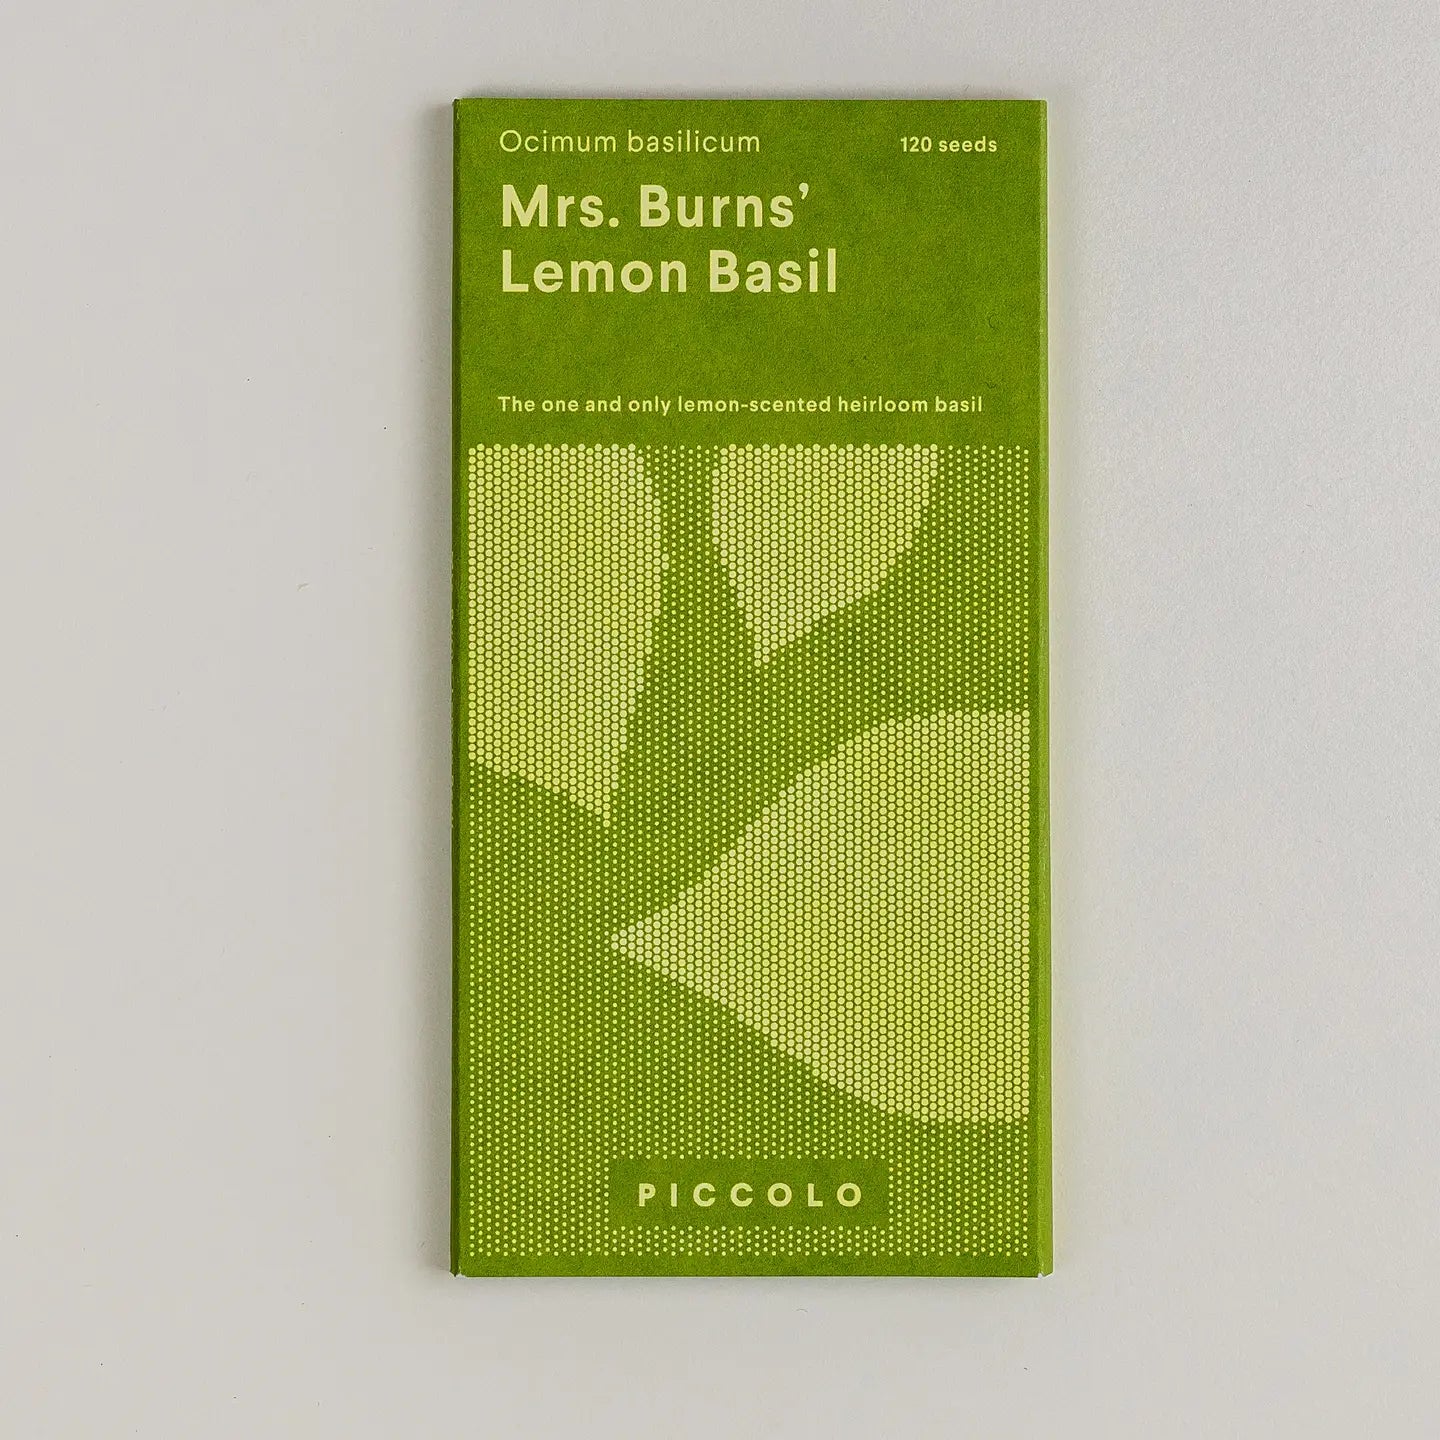 Ocimum basilicum
120 seeds
Mrs. Burns’
Lemon Basil
The one and only lemon-scented heirloom basil
PICCOLO